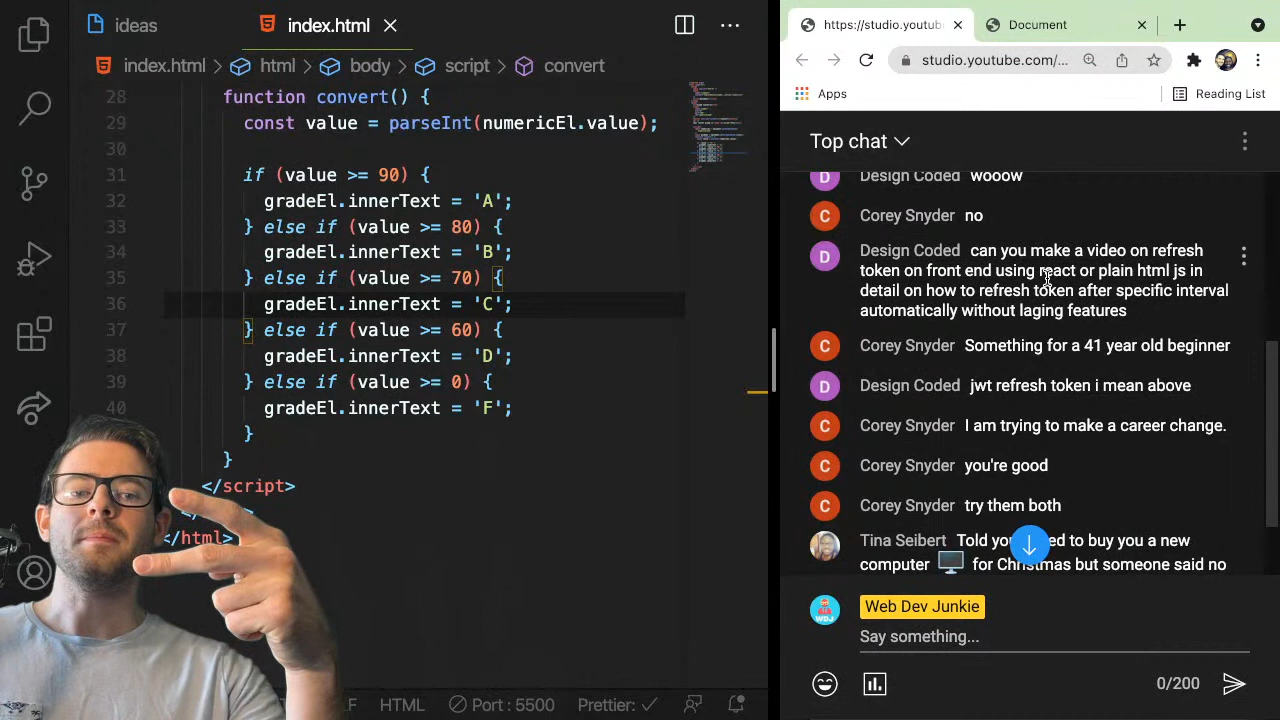 ideas
index.html
index.html > html > body > script > convert
28 function convert() {
29 const value = parseInt(numericEl.value);
30
31 if (value >= 90) {
32 gradeEl.innerText = 'A';
33 } else if (value >= 80) {
34 gradeEl.innerText = 'B';
35 } else if (value >= 70) {
36 gradeEl.innerText = 'C';
37 } else if (value >= 60) {
38 gradeEl.innerText = 'D';
39 } else if (value >= 0) {
40 gradeEl.innerText = 'F';
}
}
</script>
</html>
HTML
Port : 5500
Prettier: ✓
https://studio.youtub
Document
studio.youtube.com/...
Apps
Reading List
Top chat
D Design Coded wooow
C Corey Snyder no
D Design Coded can you make a video on refresh
token on front end using react or plain html js in
detail on how to refresh token after specific interval
automatically without laging features
C Corey Snyder Something for a 41 year old beginner
D Design Coded jwt refresh token i mean above
C Corey Snyder I am trying to make a career change.
C Corey Snyder you're good
C Corey Snyder try them both
Tina Seibert Told to buy you a new
computer 🖥️ for Christmas but someone said no
WDJ
Web Dev Junkie
Say something...
0/200